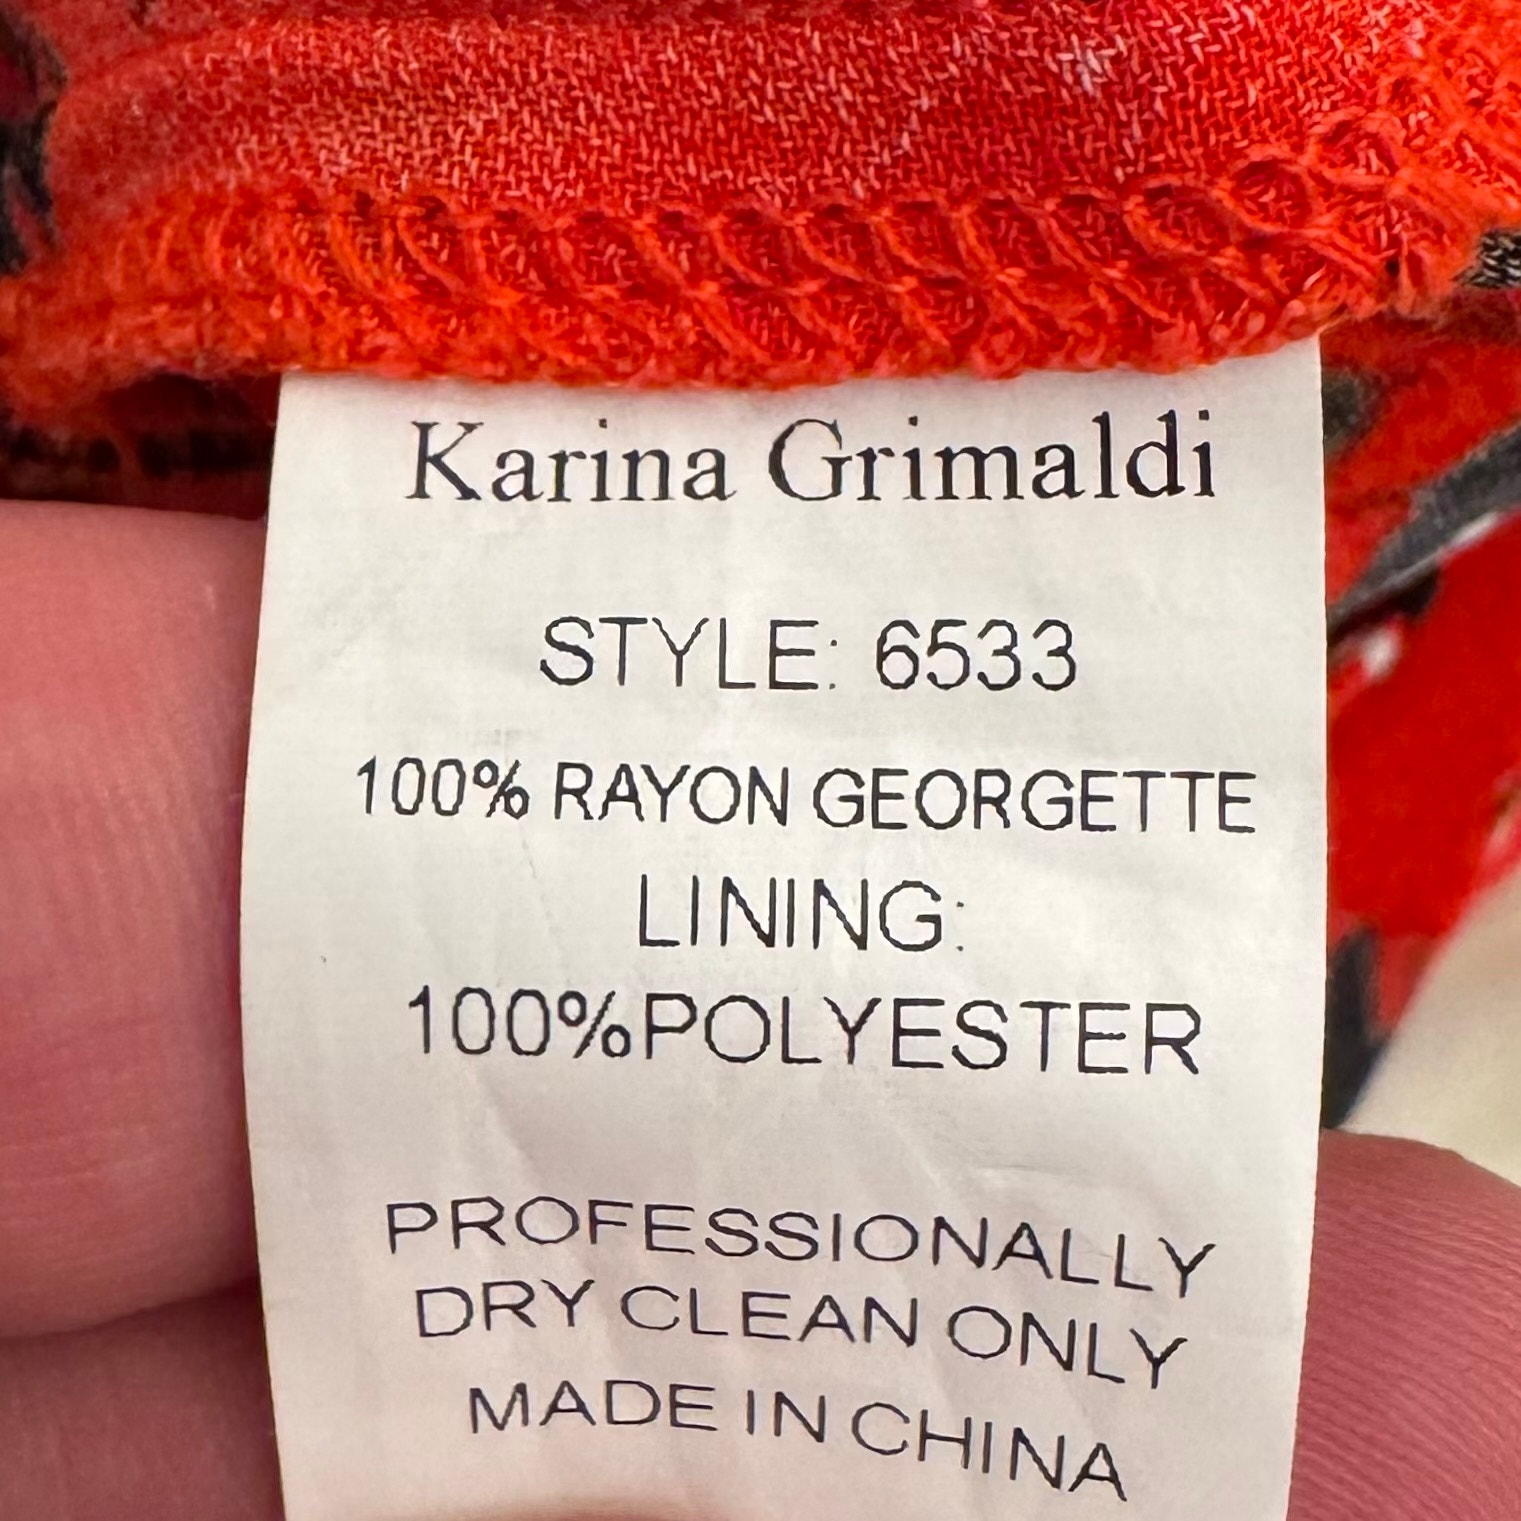 Karina Grimaldi
STYLE: 6533
100% RAYON GEORGETTE
LINING:
100%POLYESTER
PROFESSIONALLY
DRY CLEAN ONLY
MADE IN CHINA